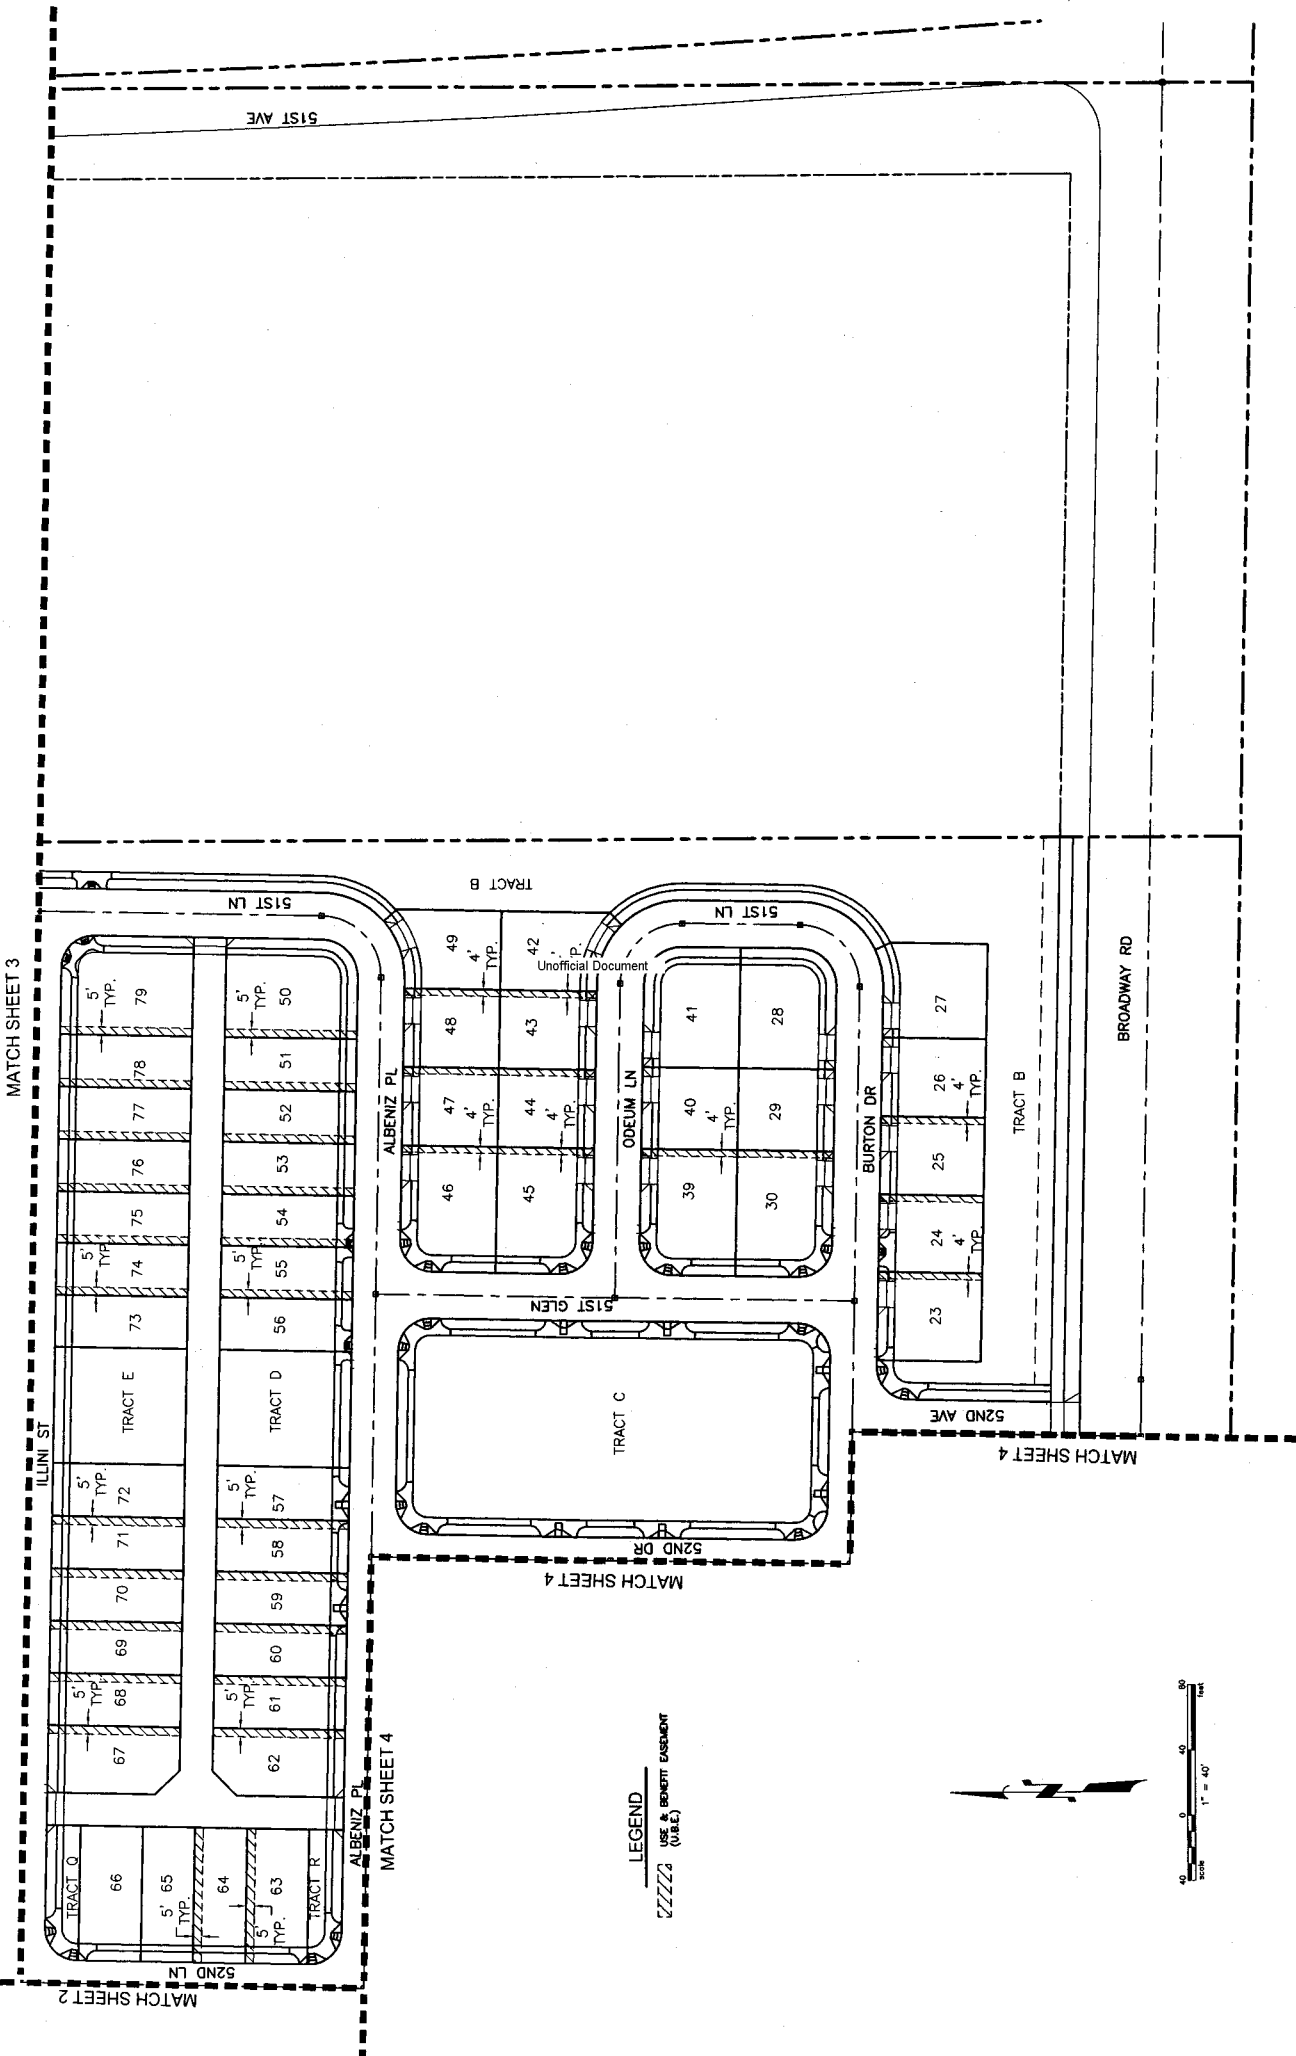 MATCH SHEET 3
51ST AVE
ILLINI ST
51ST LN
79
5'
TYP.
78
77
76
75
5'
TYP.
74
73
TRACT E
72
5'
TYP.
71
70
69
68
5'
TYP.
67
TRACT Q
66
65
5'
TYP.
64
63
5'
TYP.
TRACT R
52ND LN
MATCH SHEET 2
50
5'
TYP.
51
52
53
54
5'
TYP.
55
56
TRACT D
57
5'
TYP.
58
59
60
61
5'
TYP.
62
ALBENIZ PL
MATCH SHEET 4
ALBENIZ PL
TRACT B
49
4'
TYP.
48
47
4'
TYP.
46
42
43
44
4'
TYP.
45
Unofficial Document
ODEUM LN
51ST LN
41
40
4'
TYP.
39
28
29
30
51ST GLEN
TRACT C
52ND DR
MATCH SHEET 4
BURTON DR
27
26
4'
TYP.
25
24
4'
TYP.
23
TRACT B
52ND AVE
MATCH SHEET 4
BROADWAY RD
LEGEND
USE & BENEFIT EASEMENT
(U.B.E.)
40
0
40
80
scale
1" = 40'
feet